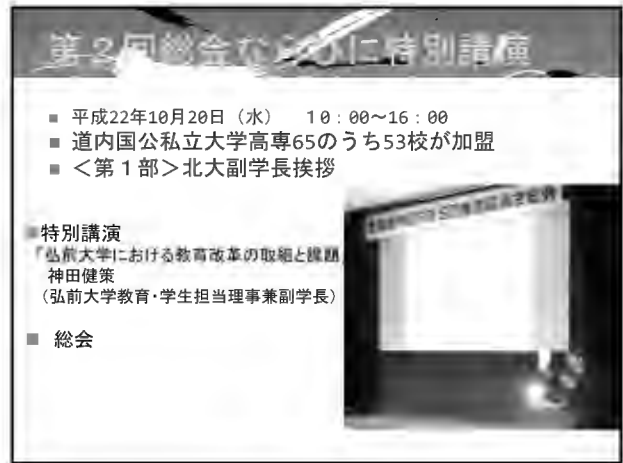 第２回総会ならびに特別講演
■ 平成22年10月20日（水）　１０：００～１６：００
■ 道内国公私立大学高専65のうち53校が加盟
■ ＜第１部＞北大副学長挨拶
■特別講演
「弘前大学における教育改革の取組と課題」
神田健策
（弘前大学教育・学生担当理事兼副学長）
■ 総会